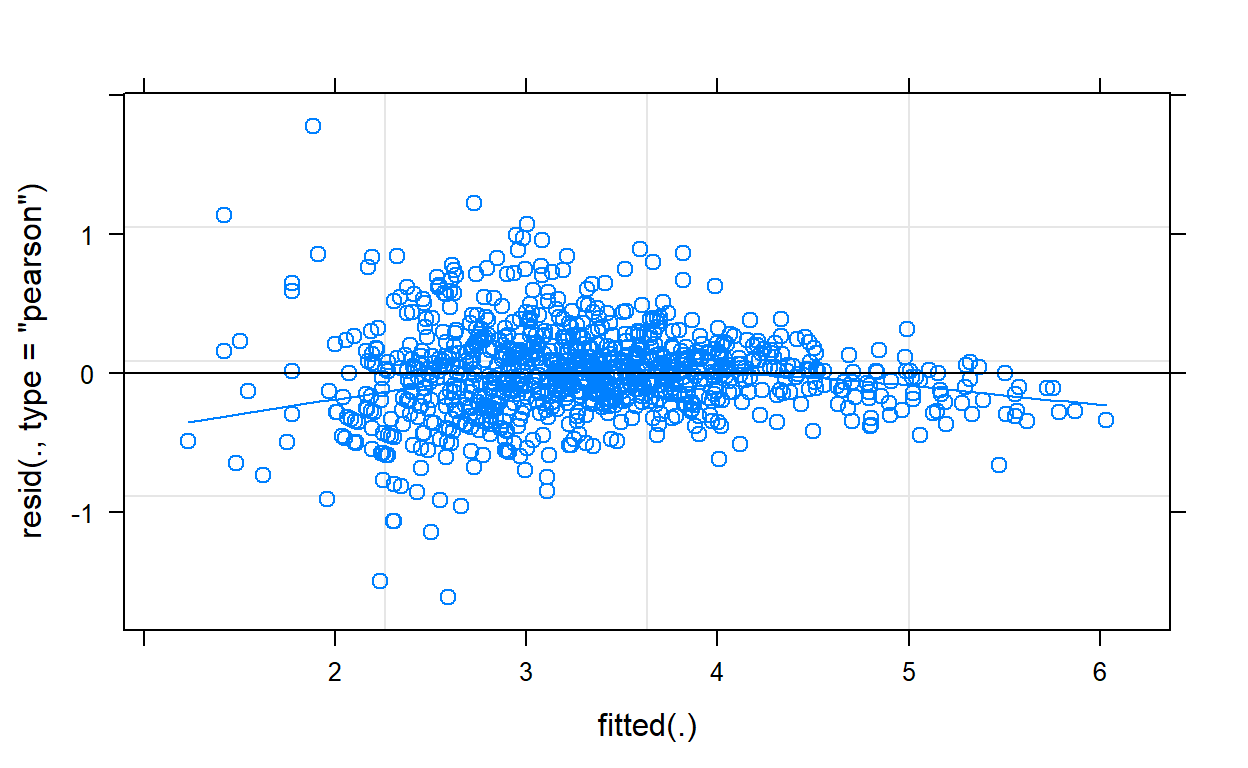 resid(., type = "pearson")
1
0
-1
2 3 4 5 6
fitted(.)